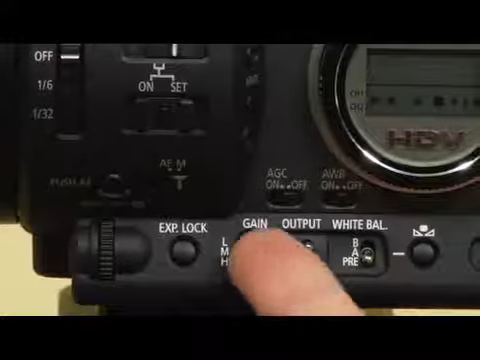 OFF
1/6
1/32
ON SET
AE M
PUSH AF
AGC
ON OFF
AWB
ON OFF
HDV
EXP. LOCK
GAIN
OUTPUT
WHITE BAL.
L
M
H
B
A
PRE